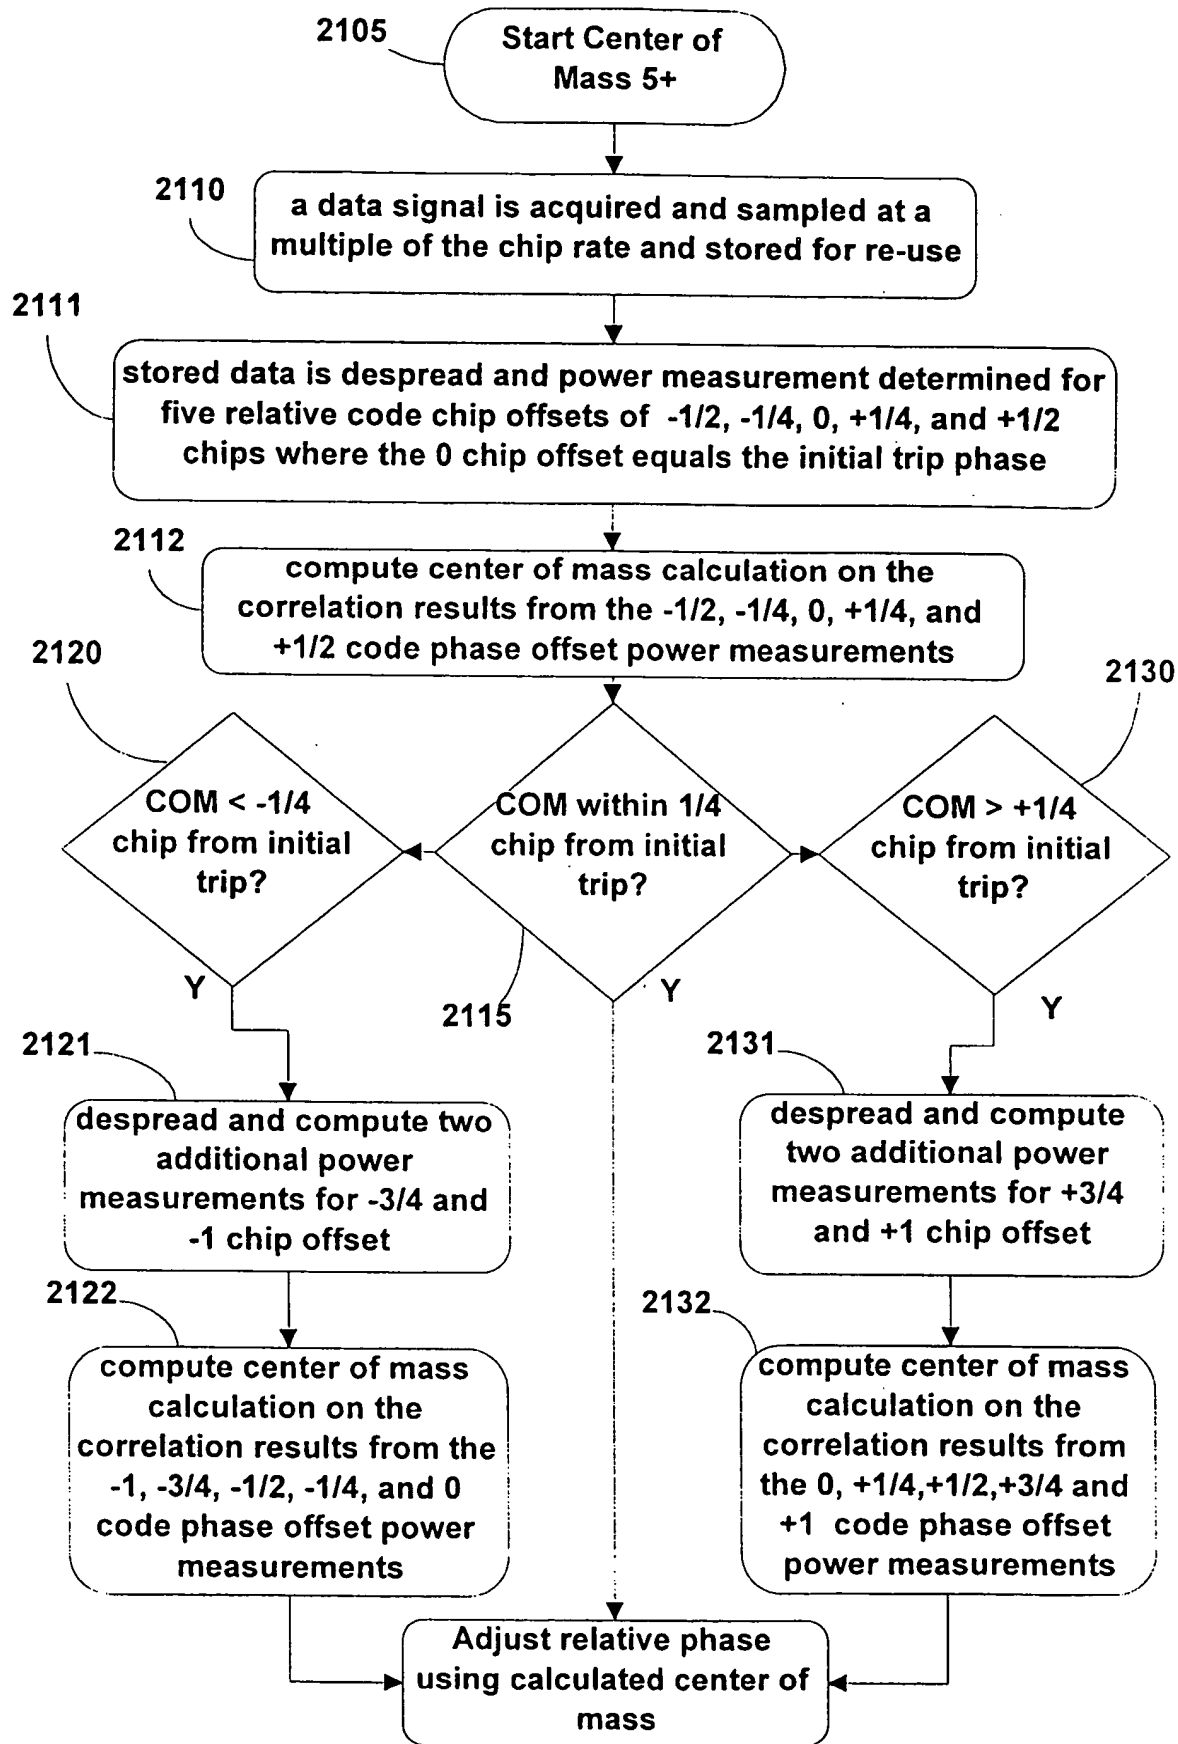 2105
Start Center of
Mass 5+
2110
a data signal is acquired and sampled at a
multiple of the chip rate and stored for re-use
2111
stored data is despread and power measurement determined for
five relative code chip offsets of -1/2, -1/4, 0, +1/4, and +1/2
chips where the 0 chip offset equals the initial trip phase
2112
compute center of mass calculation on the
correlation results from the -1/2, -1/4, 0, +1/4, and
+1/2 code phase offset power measurements
2120
COM < -1/4
chip from initial
trip?
Y
COM within 1/4
chip from initial
trip?
2115
Y
2130
COM > +1/4
chip from initial
trip?
Y
2121
despread and compute two
additional power
measurements for -3/4 and
-1 chip offset
2131
despread and compute
two additional power
measurements for +3/4
and +1 chip offset
2122
compute center of mass
calculation on the
correlation results from the
-1, -3/4, -1/2, -1/4, and 0
code phase offset power
measurements
2132
compute center of mass
calculation on the
correlation results from
the 0, +1/4,+1/2,+3/4 and
+1 code phase offset
power measurements
Adjust relative phase
using calculated center of
mass